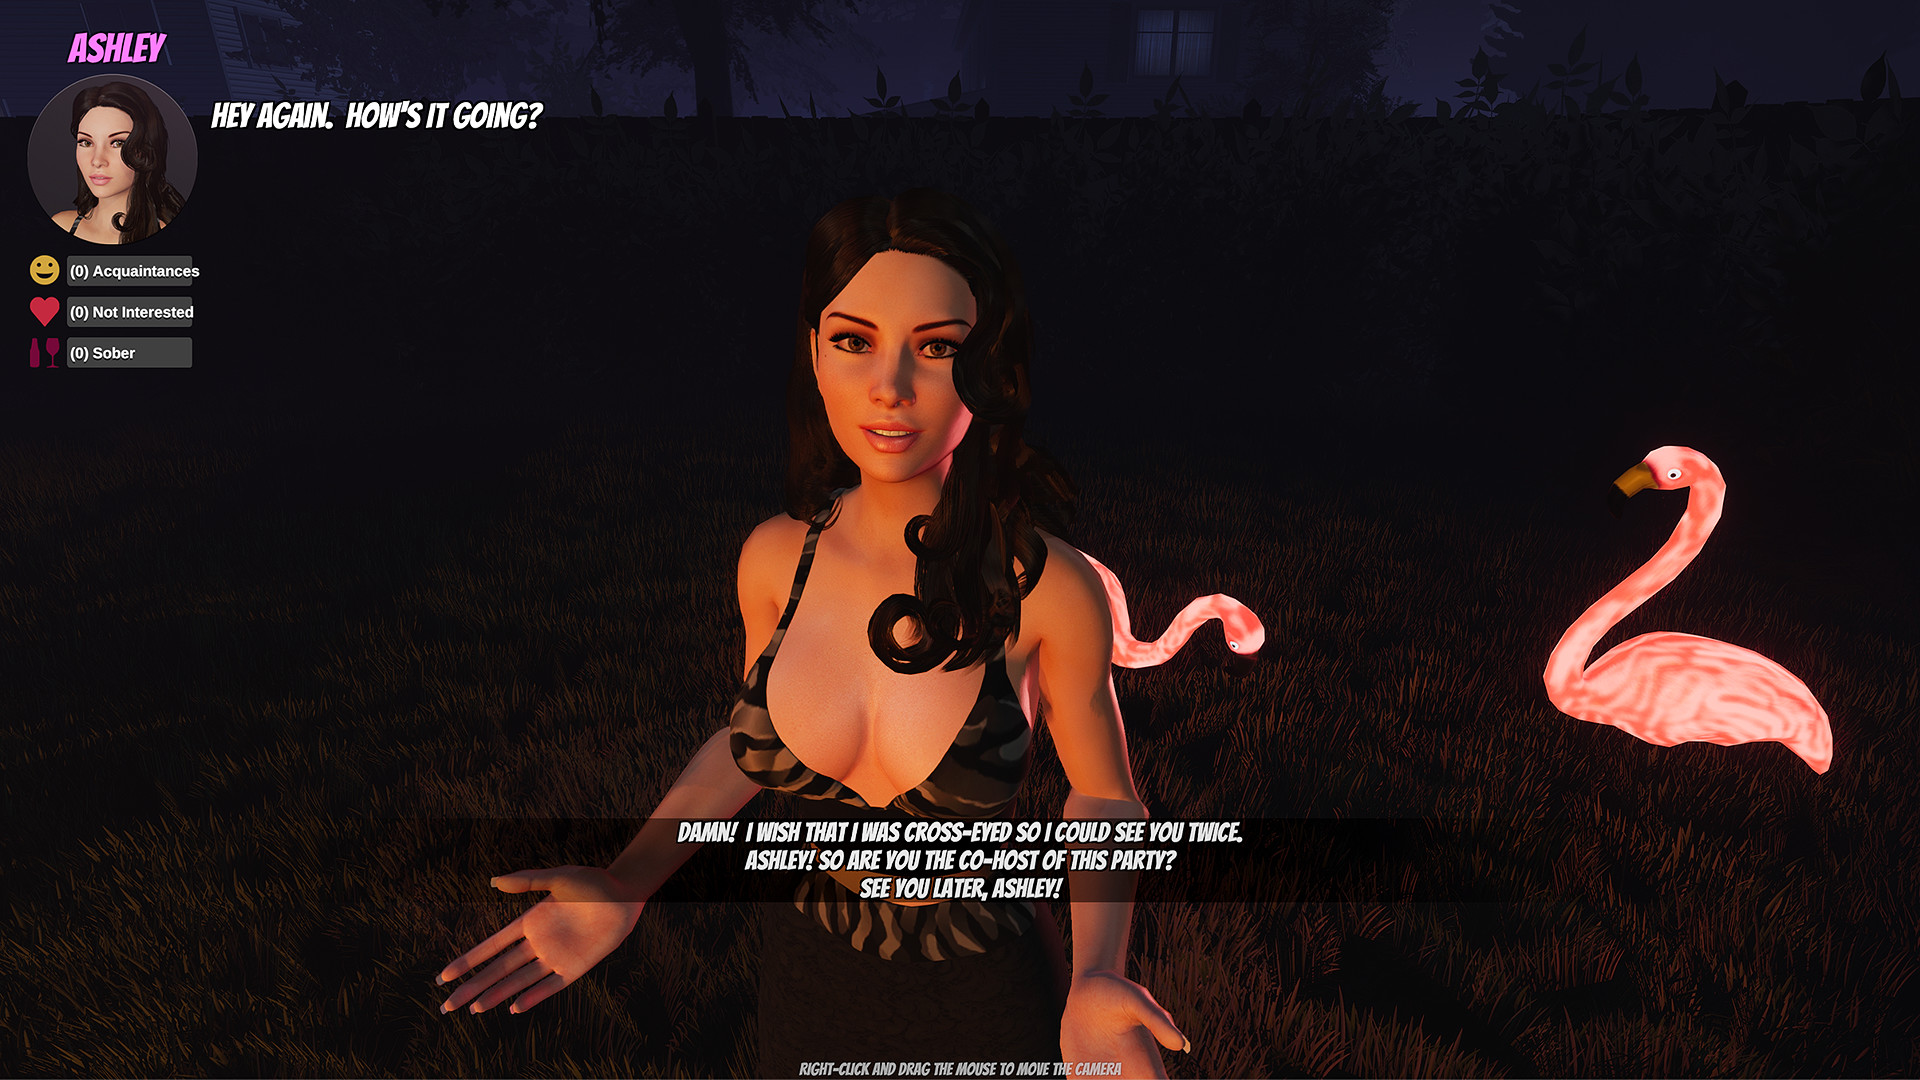 ASHLEY
HEY AGAIN. HOW'S IT GOING?
(0) Acquaintances
(0) Not Interested
(0) Sober
DAMN! I WISH THAT I WAS CROSS-EYED SO I COULD SEE YOU TWICE.
ASHLEY! SO ARE YOU THE CO-HOST OF THIS PARTY?
SEE YOU LATER, ASHLEY!
RIGHT-CLICK AND DRAG THE MOUSE TO MOVE THE CAMERA